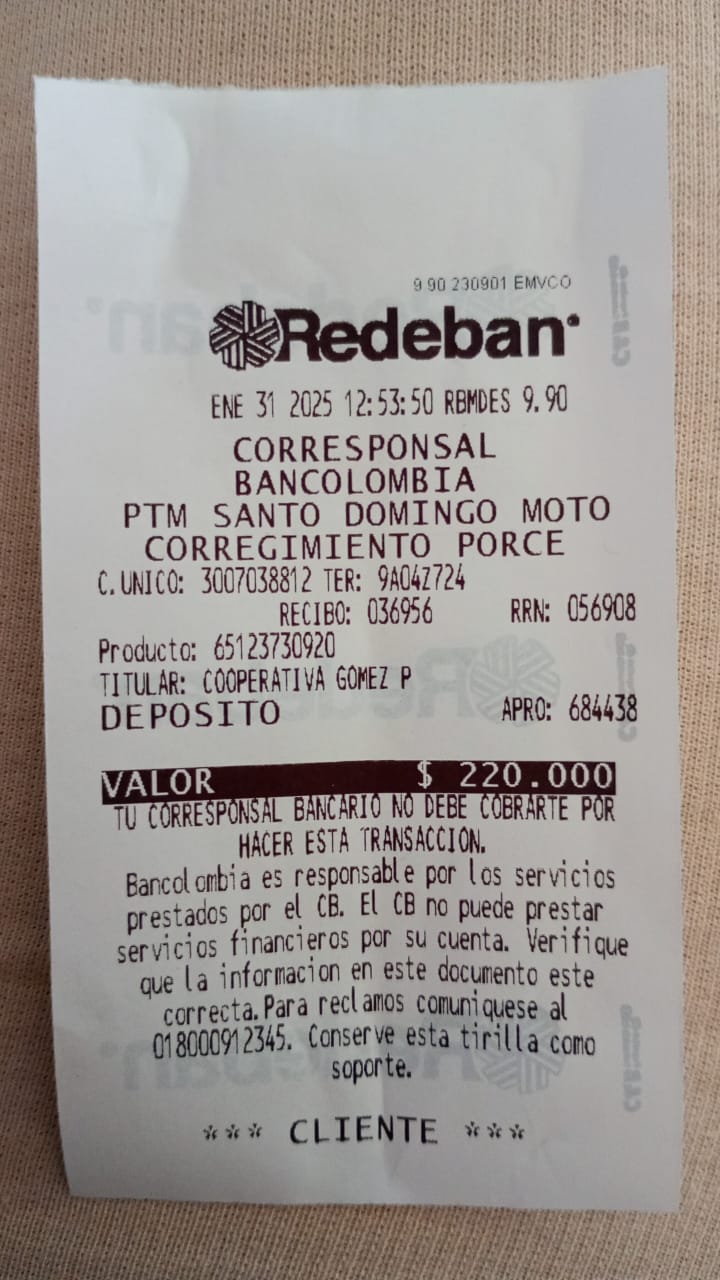 9 90 230901 EMVCO
Redeban
ENE 31 2025 12:53:50 RBMDES 9.90
CORRESPONSAL
BANCOLOMBIA
PTM SANTO DOMINGO MOTO
CORREGIMIENTO PORCE
C.UNICO: 3007038812 TER: 9A04Z724
RECIBO: 036956 RRN: 056908
Producto: 65123730920
TITULAR: COOPERATIVA GOMEZ P
DEPOSITO APRO: 684438
VALOR $ 220.000
TU CORRESPONSAL BANCARIO NO DEBE COBRARTE POR
HACER ESTA TRANSACCION.
Bancolombia es responsable por los servicios
prestados por el CB. El CB no puede prestar
servicios financieros por su cuenta. Verifique
que la informacion en este documento este
correcta.Para reclamos comuniquese al
018000912345. Conserve esta tirilla como
soporte.
*** CLIENTE ***